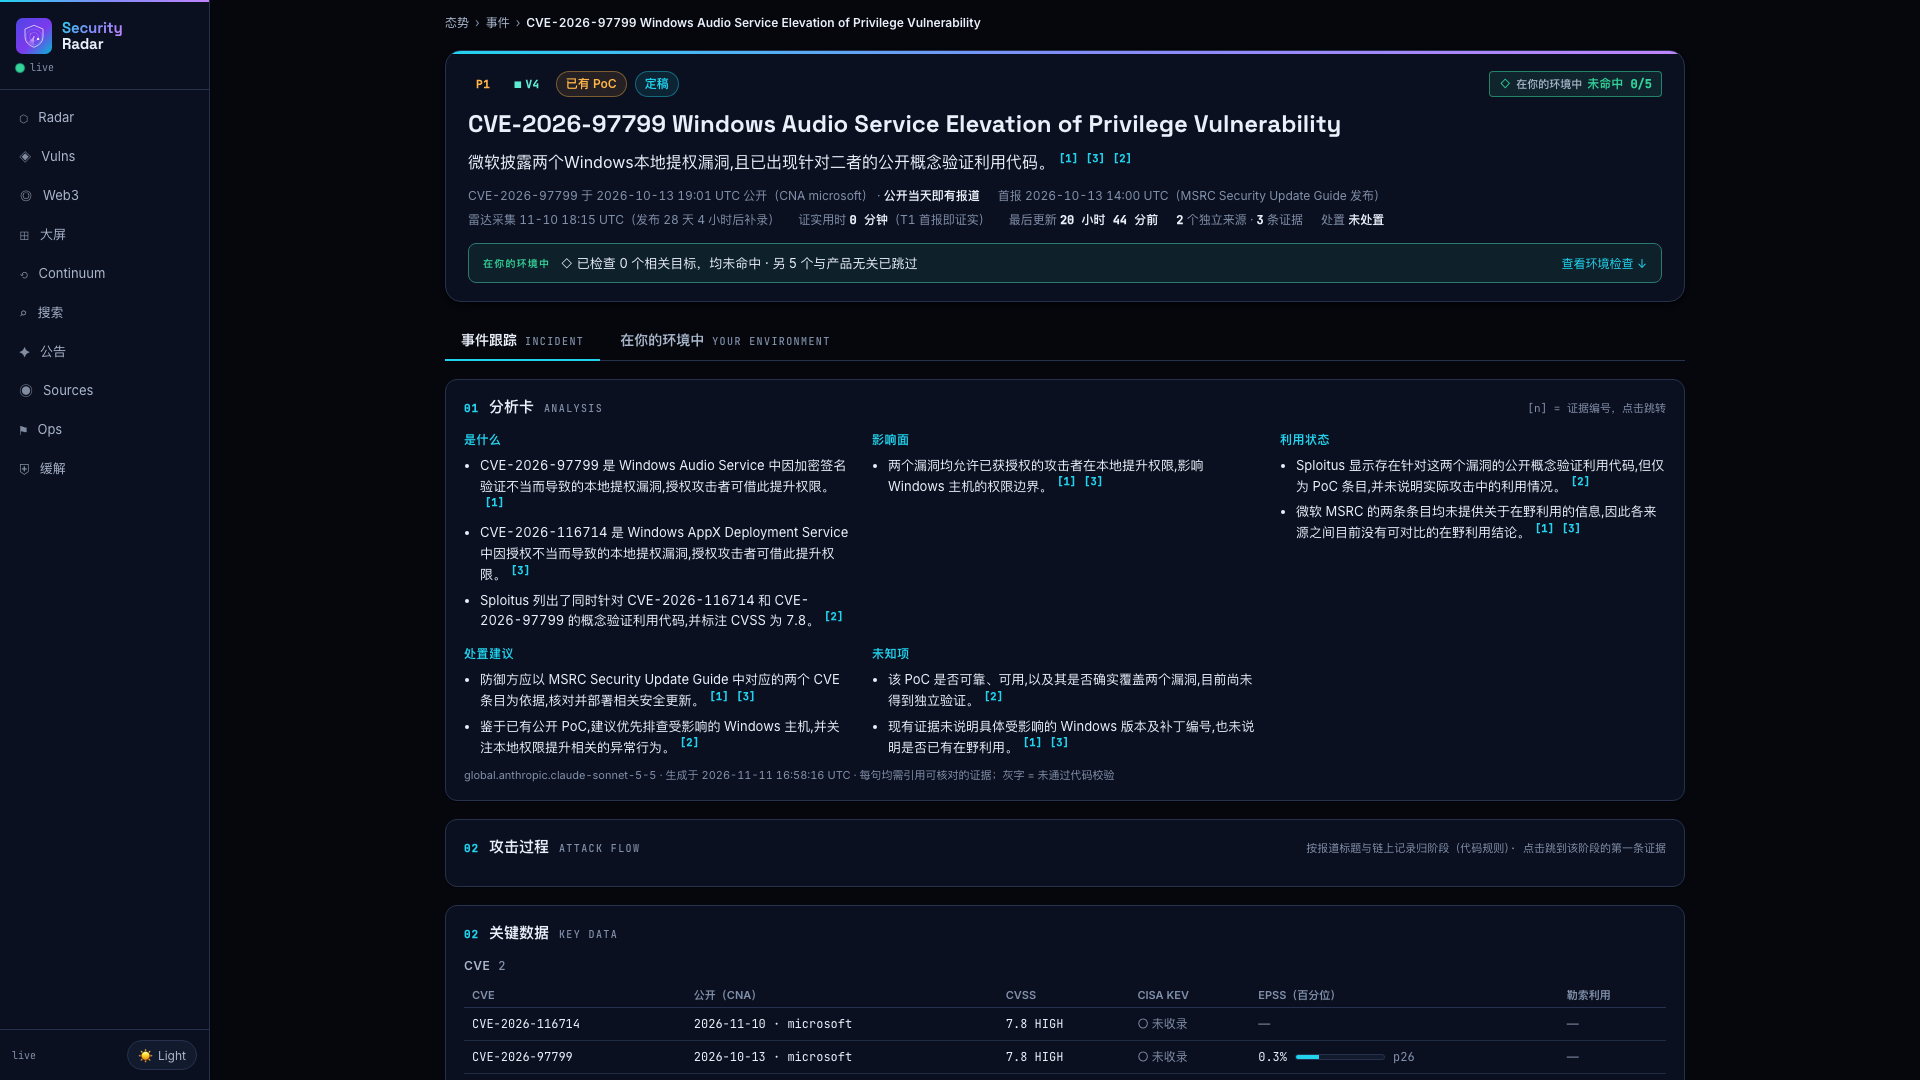 Security
Radar
live
Radar
Vulns
Web3
大屏
Continuum
搜索
公告
Sources
Ops
缓解
live
☀️ Light
态势 › 事件 › CVE-2026-97799 Windows Audio Service Elevation of Privilege Vulnerability
P1 ■ V4 已有 PoC 定稿
◇ 在你的环境中 未命中 0/5
CVE-2026-97799 Windows Audio Service Elevation of Privilege Vulnerability
微软披露两个Windows本地提权漏洞,且已出现针对二者的公开概念验证利用代码。 [1] [3] [2]
CVE-2026-97799 于 2026-10-13 19:01 UTC 公开（CNA microsoft） · 公开当天即有报道 首报 2026-10-13 14:00 UTC（MSRC Security Update Guide 发布）
雷达采集 11-10 18:15 UTC（发布 28 天 4 小时后补录） 证实用时 0 分钟（T1 首报即证实） 最后更新 20 小时 44 分前 2 个独立来源 · 3 条证据 处置 未处置
在你的环境中 ◇ 已检查 0 个相关目标，均未命中 · 另 5 个与产品无关已跳过
查看环境检查 ↓
事件跟踪 INCIDENT
在你的环境中 YOUR ENVIRONMENT
01 分析卡 ANALYSIS
[n] = 证据编号，点击跳转
是什么
• CVE-2026-97799 是 Windows Audio Service 中因加密签名
验证不当而导致的本地提权漏洞,授权攻击者可借此提升权限。
[1]
• CVE-2026-116714 是 Windows AppX Deployment Service
中因授权不当而导致的本地提权漏洞,授权攻击者可借此提升权
限。 [3]
• Sploitus 列出了同时针对 CVE-2026-116714 和 CVE-
2026-97799 的概念验证利用代码,并标注 CVSS 为 7.8。 [2]
影响面
• 两个漏洞均允许已获授权的攻击者在本地提升权限,影响
Windows 主机的权限边界。 [1] [3]
利用状态
• Sploitus 显示存在针对这两个漏洞的公开概念验证利用代码,但仅
为 PoC 条目,并未说明实际攻击中的利用情况。 [2]
• 微软 MSRC 的两条条目均未提供关于在野利用的信息,因此各来
源之间目前没有可对比的在野利用结论。 [1] [3]
处置建议
• 防御方应以 MSRC Security Update Guide 中对应的两个 CVE
条目为依据,核对并部署相关安全更新。 [1] [3]
• 鉴于已有公开 PoC,建议优先排查受影响的 Windows 主机,并关
注本地权限提升相关的异常行为。 [2]
未知项
• 该 PoC 是否可靠、可用,以及其是否确实覆盖两个漏洞,目前尚未
得到独立验证。 [2]
• 现有证据未说明具体受影响的 Windows 版本及补丁编号,也未说
明是否已有在野利用。 [1] [3]
global.anthropic.claude-sonnet-5-5 · 生成于 2026-11-11 16:58:16 UTC · 每句均需引用可核对的证据；灰字 = 未通过代码校验
02 攻击过程 ATTACK FLOW
按报道标题与链上记录归阶段（代码规则）· 点击跳到该阶段的第一条证据
02 关键数据 KEY DATA
CVE 2
CVE 公开（CNA） CVSS CISA KEV EPSS（百分位） 勒索利用
CVE-2026-116714 2026-11-10 · microsoft 7.8 HIGH 〇 未收录 — —
CVE-2026-97799 2026-10-13 · microsoft 7.8 HIGH 〇 未收录 0.3% p26 —